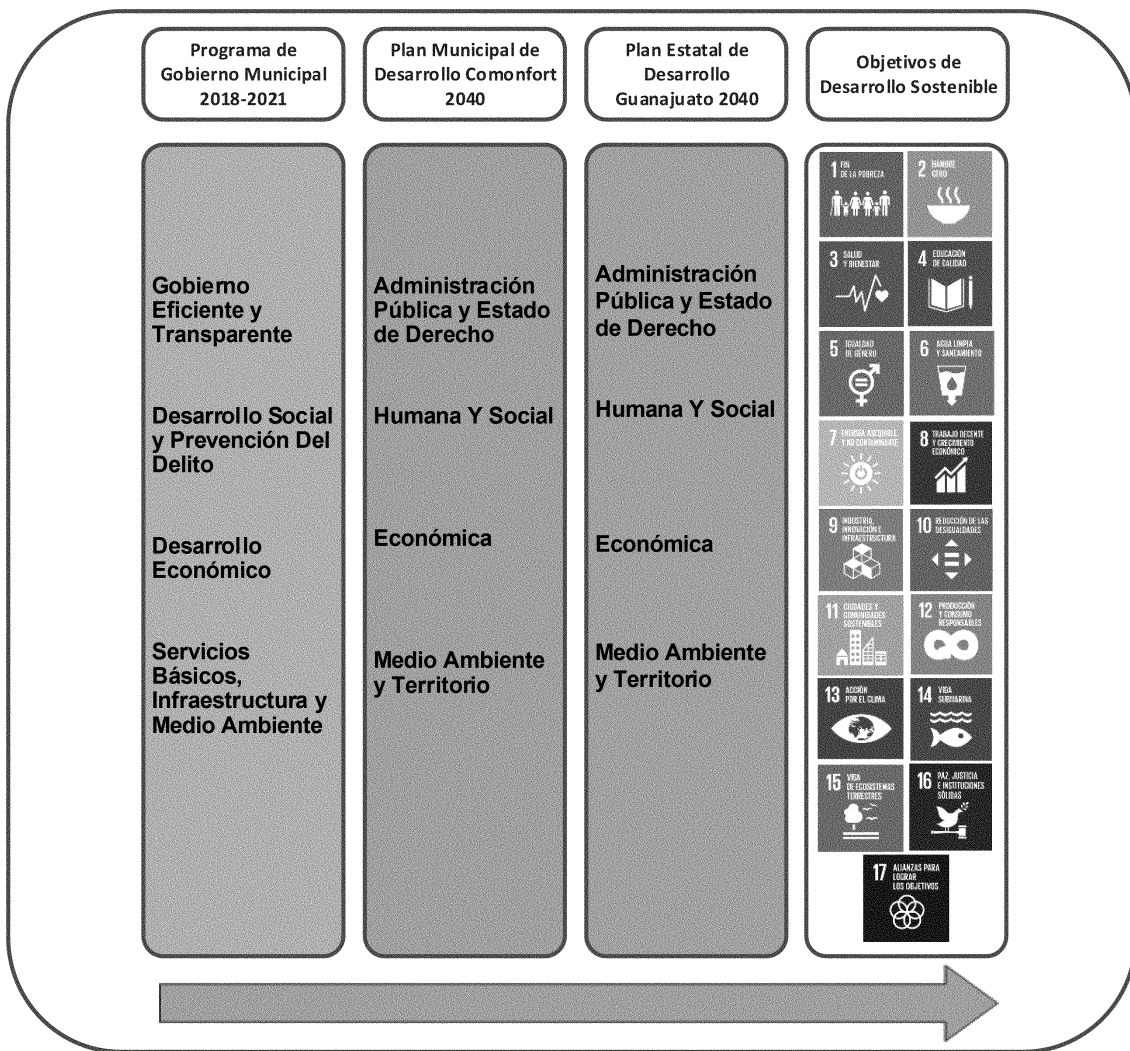 Programa de
Gobierno Municipal
2018-2021
Plan Municipal de
Desarrollo Comonfort
2040
Plan Estatal de
Desarrollo
Guanajuato 2040
Objetivos de
Desarrollo Sostenible
Gobierno
Eficiente y
Transparente
Desarrollo Social
y Prevención Del
Delito
Desarrollo
Económico
Servicios
Básicos,
Infraestructura y
Medio Ambiente
Administración
Pública y Estado
de Derecho
Humana Y Social
Económica
Medio Ambiente
y Territorio
Administración
Pública y Estado
de Derecho
Humana Y Social
Económica
Medio Ambiente
y Territorio
1 FIN
DE LA POBREZA
2 HAMBRE
CERO
3 SALUD
Y BIENESTAR
4 EDUCACIÓN
DE CALIDAD
5 IGUALDAD
DE GÉNERO
6 AGUA LIMPIA
Y SANEAMIENTO
7 ENERGÍA ASEQUIBLE
Y NO CONTAMINANTE
8 TRABAJO DECENTE
Y CRECIMIENTO
ECONÓMICO
9 INDUSTRIA,
INNOVACIÓN E
INFRAESTRUCTURA
10 REDUCCIÓN DE LAS
DESIGUALDADES
11 CIUDADES Y
COMUNIDADES
SOSTENIBLES
12 PRODUCCIÓN
Y CONSUMO
RESPONSABLES
13 ACCIÓN
POR EL CLIMA
14 VIDA
SUBMARINA
15 VIDA
DE ECOSISTEMAS
TERRESTRES
16 PAZ, JUSTICIA
E INSTITUCIONES
SÓLIDAS
17 ALIANZAS PARA
LOGRAR
LOS OBJETIVOS